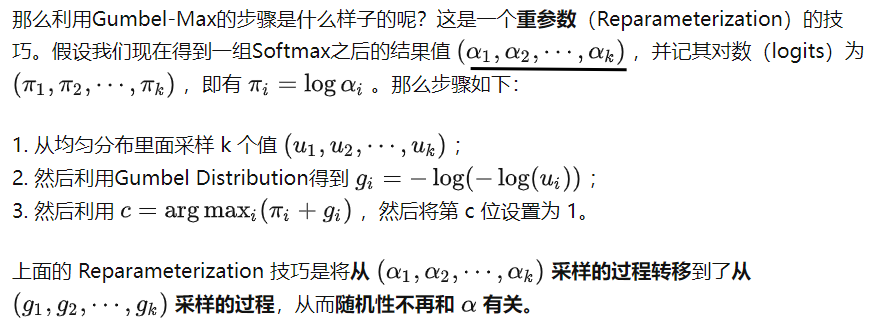 那么利用Gumbel-Max的步骤是什么样子的呢？这是一个重参数（Reparameterization）的技
巧。假设我们现在得到一组Softmax之后的结果值 (α₁, α₂, ⋯, αₖ) ，并记其对数（logits）为
(π₁, π₂, ⋯, πₖ) ，即有 πᵢ = log αᵢ 。那么步骤如下：
1. 从均匀分布里面采样 k 个值 (u₁, u₂, ⋯, uₖ) ；
2. 然后利用Gumbel Distribution得到 gᵢ = − log(− log(uᵢ)) ；
3. 然后利用 c = arg maxᵢ(πᵢ + gᵢ) ，然后将第 c 位设置为 1。
上面的 Reparameterization 技巧是将从 (α₁, α₂, ⋯, αₖ) 采样的过程转移到了从
(g₁, g₂, ⋯, gₖ) 采样的过程，从而随机性不再和 α 有关。